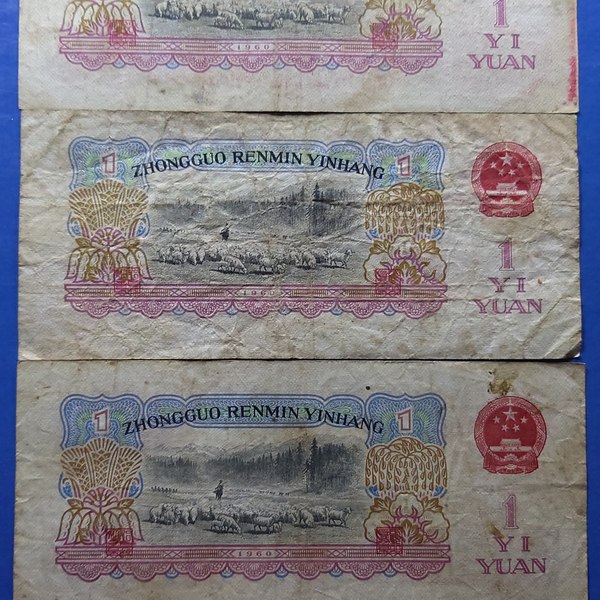 1960
1
YI
YUAN
1 ZHONGGUO RENMIN YINHANG 1
1
YI
YUAN
1960
1 ZHONGGUO RENMIN YINHANG 1
1
YI
YUAN
1960